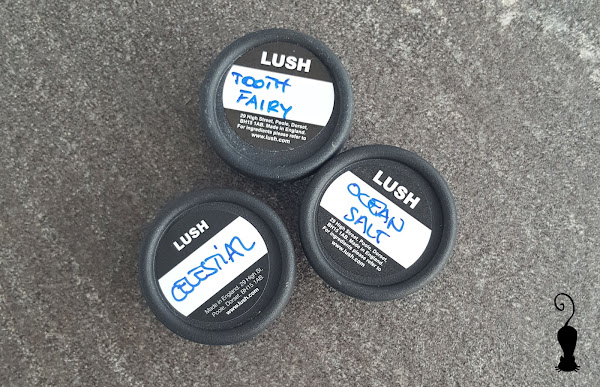 LUSH
TOOTH
FAIRY
29 High Street, Poole, Dorset,
BH15 1AB. Made in England.
For ingredients please refer to
www.lush.com
LUSH
OCEAN
SALT
29 High Street, Poole, Dorset,
BH15 1AB. Made in England.
For ingredients please refer to
www.lush.com
LUSH
CELESTIAL
Made in England. 29 High St,
Poole, Dorset, BH15 1AB.
www.lush.com